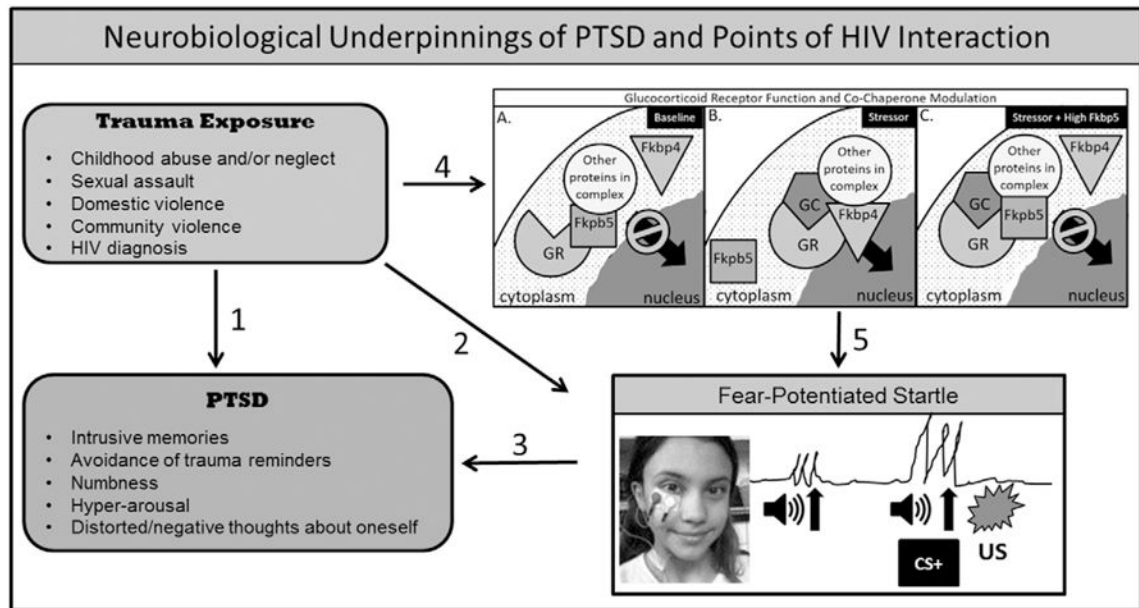 Neurobiological Underpinnings of PTSD and Points of HIV Interaction
Trauma Exposure
• Childhood abuse and/or neglect
• Sexual assault
• Domestic violence
• Community violence
• HIV diagnosis
4
Glucocorticoid Receptor Function and Co-Chaperone Modulation
A.
Baseline
Fkbp4
Other
proteins in
complex
Fkpb5
GR
cytoplasm
nucleus
B.
Stressor
Other
proteins in
complex
GC
Fkbp4
GR
Fkpb5
cytoplasm
nucleus
C.
Stressor + High Fkbp5
Fkbp4
Other
proteins in
complex
GC
Fkpb5
GR
cytoplasm
nucleus
1
2
5
PTSD
• Intrusive memories
• Avoidance of trauma reminders
• Numbness
• Hyper-arousal
• Distorted/negative thoughts about oneself
3
Fear-Potentiated Startle
CS+
US